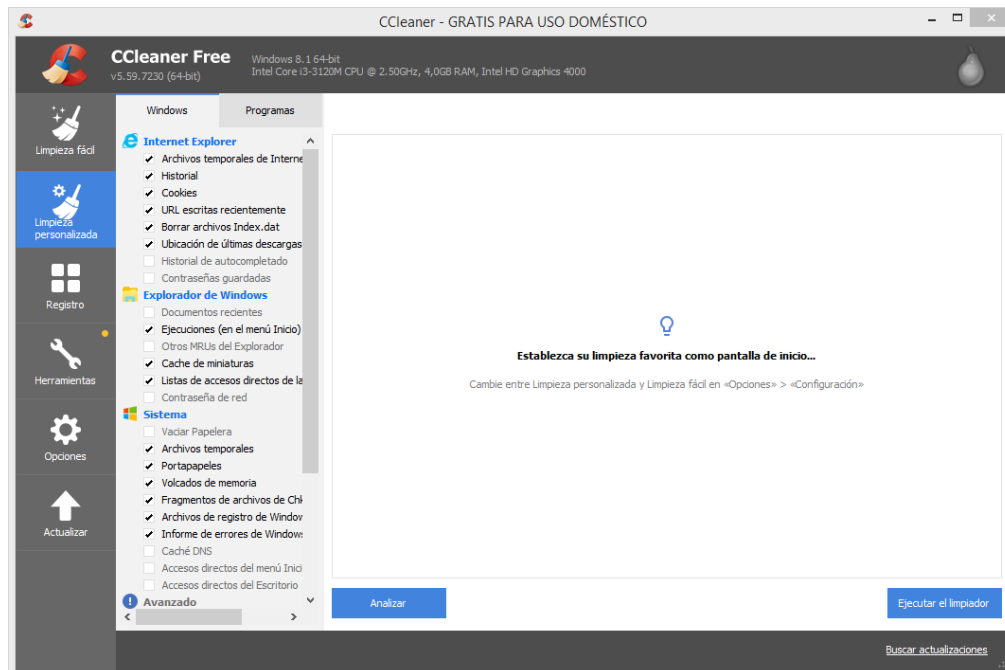 CCleaner - GRATIS PARA USO DOMÉSTICO
CCleaner Free
v5.59.7230 (64-bit)
Windows 8.1 64-bit
Intel Core i3-3120M CPU @ 2.50GHz, 4,0GB RAM, Intel HD Graphics 4000
Limpieza fácil
Limpieza
personalizada
Registro
Herramientas
Opciones
Actualizar
Windows
Programas
Internet Explorer
Archivos temporales de Interne
Historial
Cookies
URL escritas recientemente
Borrar archivos Index.dat
Ubicación de últimas descargas
Historial de autocompletado
Contraseñas guardadas
Explorador de Windows
Documentos recientes
Ejecuciones (en el menú Inicio)
Otros MRUs del Explorador
Cache de miniaturas
Listas de accesos directos de la
Contraseña de red
Sistema
Vaciar Papelera
Archivos temporales
Portapapeles
Volcados de memoria
Fragmentos de archivos de Chk
Archivos de registro de Window
Informe de errores de Windows
Caché DNS
Accesos directos del menú Inici
Accesos directos del Escritorio
Avanzado
Establezca su limpieza favorita como pantalla de inicio...
Cambie entre Limpieza personalizada y Limpieza fácil en «Opciones» > «Configuración»
Analizar
Ejecutar el limpiador
Buscar actualizaciones